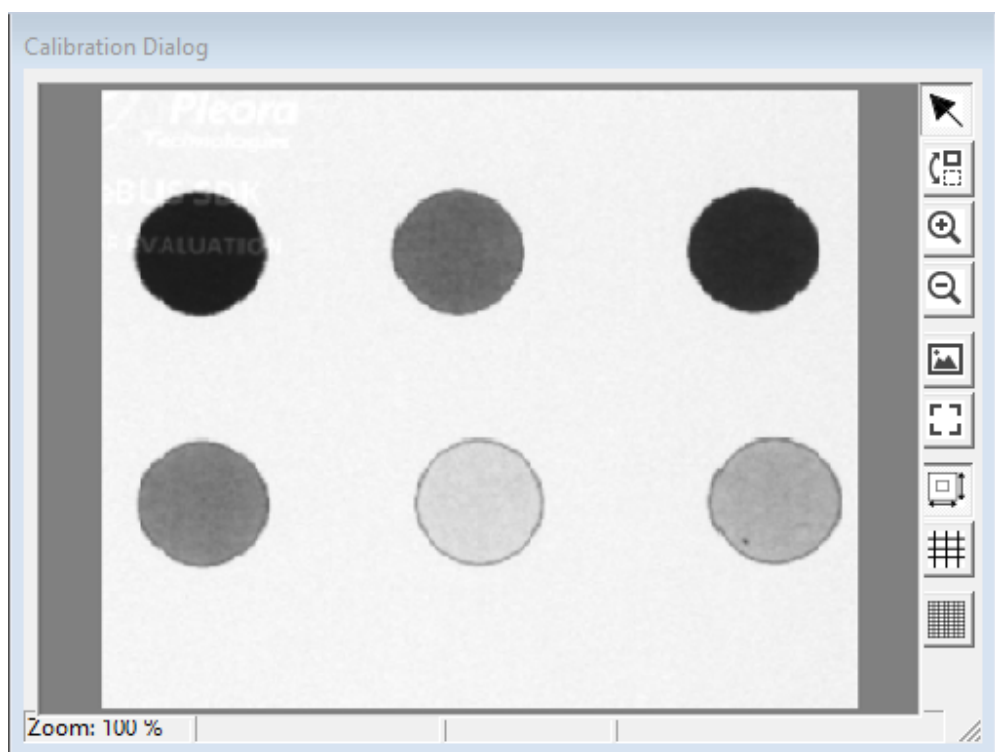 Calibration Dialog
Pleora
Technologies
eBUS SDK
EVALUATION
Zoom: 100 %